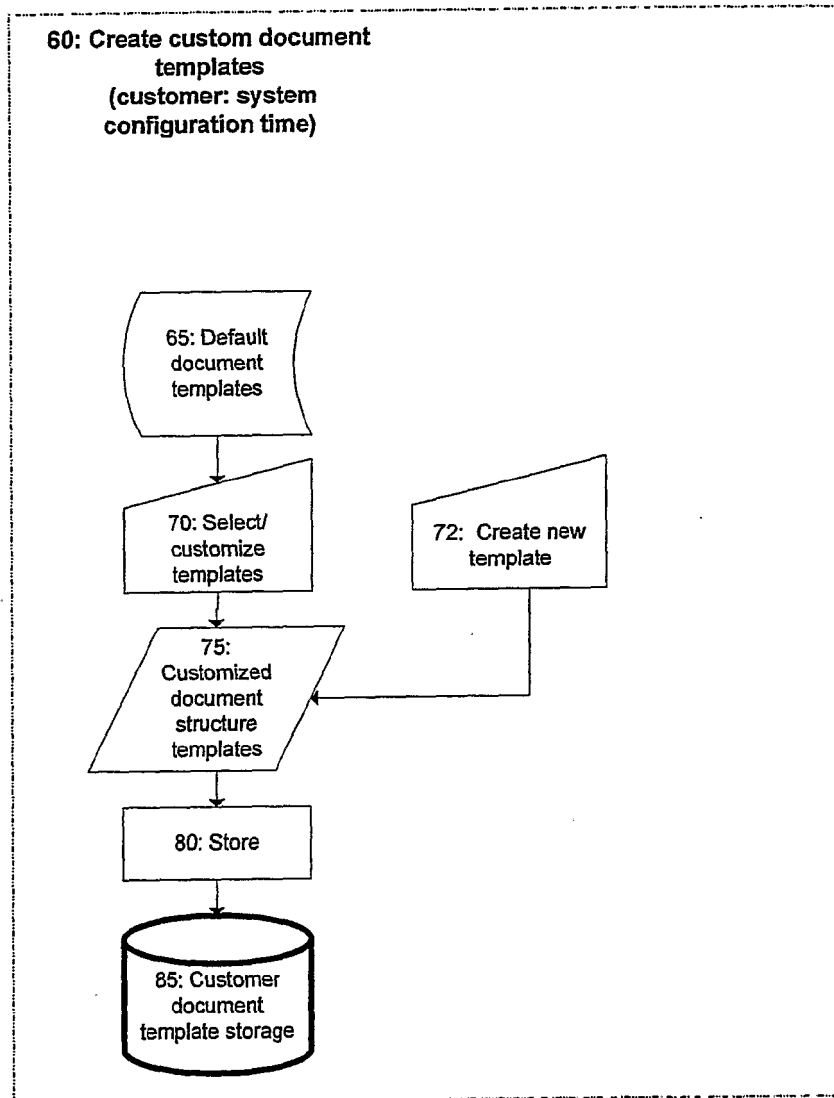 60: Create custom document
templates
(customer: system
configuration time)
65: Default
document
templates
70: Select/
customize
templates
72: Create new
template
75:
Customized
document
structure
templates
80: Store
85: Customer
document
template storage